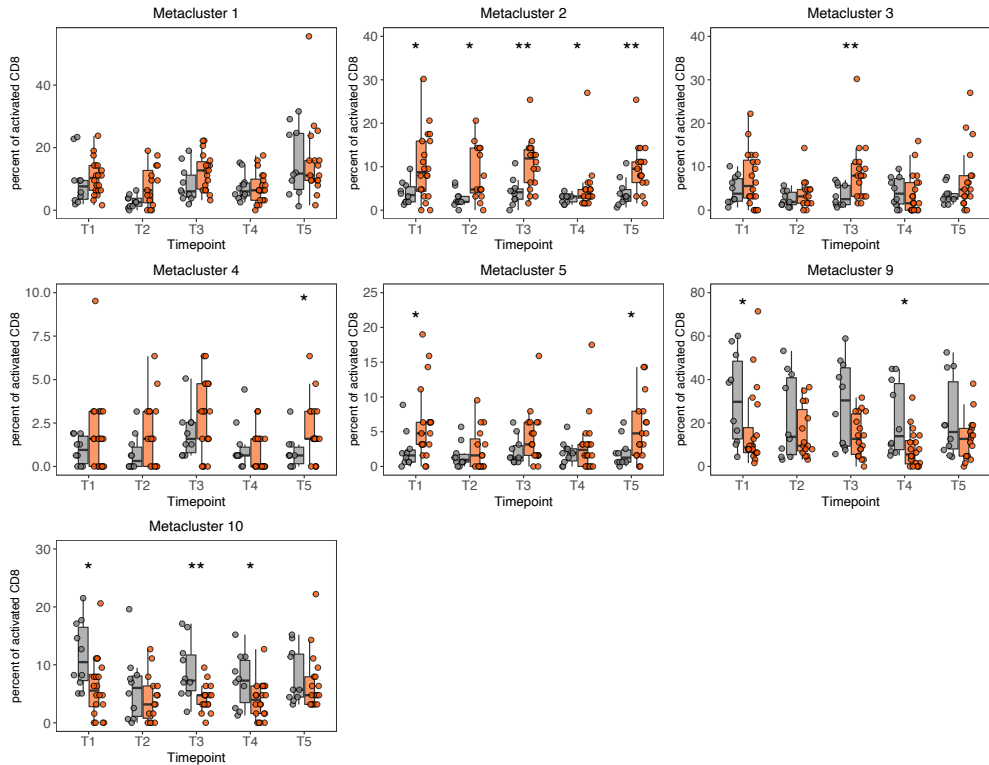 Metacluster 1
percent of activated CD8
40
20
0
T1 T2 T3 T4 T5
Timepoint
Metacluster 2
percent of activated CD8
* * ** * **
40
30
20
10
0
T1 T2 T3 T4 T5
Timepoint
Metacluster 3
percent of activated CD8
**
40
30
20
10
0
T1 T2 T3 T4 T5
Timepoint
Metacluster 4
percent of activated CD8
*
10.0
7.5
5.0
2.5
0.0
T1 T2 T3 T4 T5
Timepoint
Metacluster 5
percent of activated CD8
* *
25
20
15
10
5
0
T1 T2 T3 T4 T5
Timepoint
Metacluster 9
percent of activated CD8
* *
80
60
40
20
0
T1 T2 T3 T4 T5
Timepoint
Metacluster 10
percent of activated CD8
* ** *
30
20
10
0
T1 T2 T3 T4 T5
Timepoint